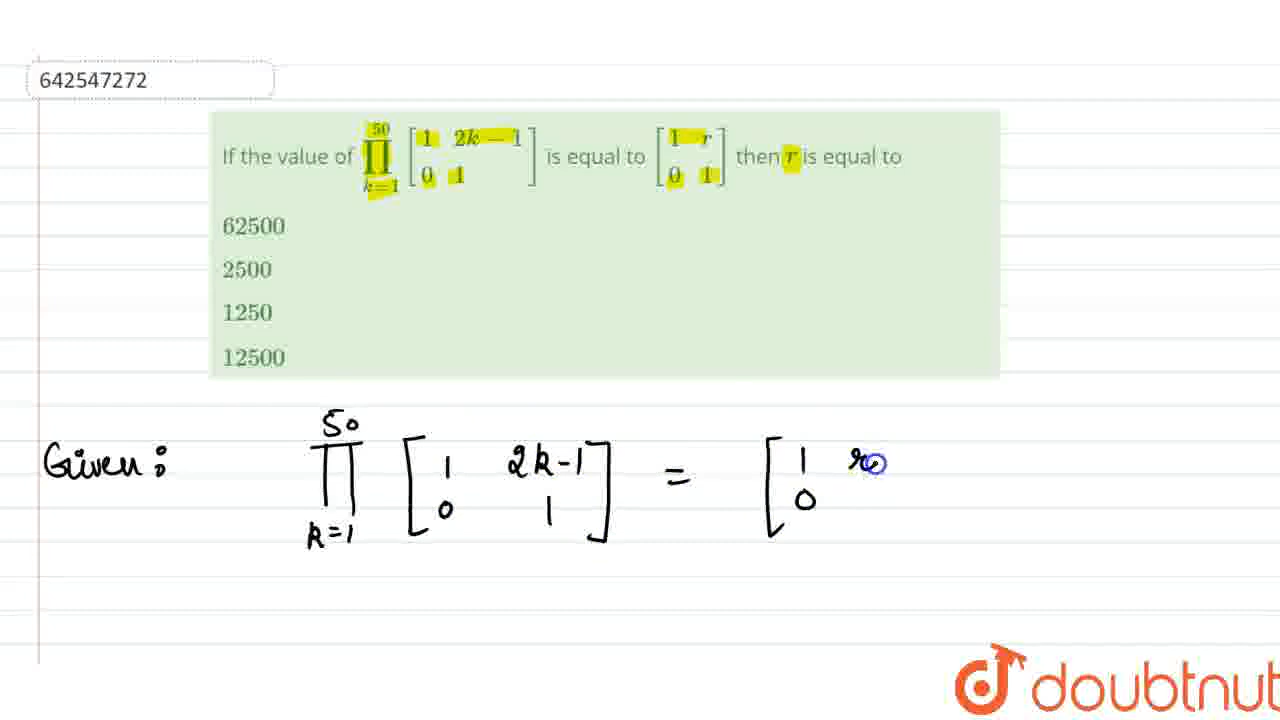 642547272
If the value of ∏_{k=1}^{50} [1 2k − 1; 0 1] is equal to [1 r; 0 1] then r is equal to
62500
2500
1250
12500
Given: ∏_{k=1}^{50} [1 2k-1; 0 1] = [1 r; 0
doubtnut